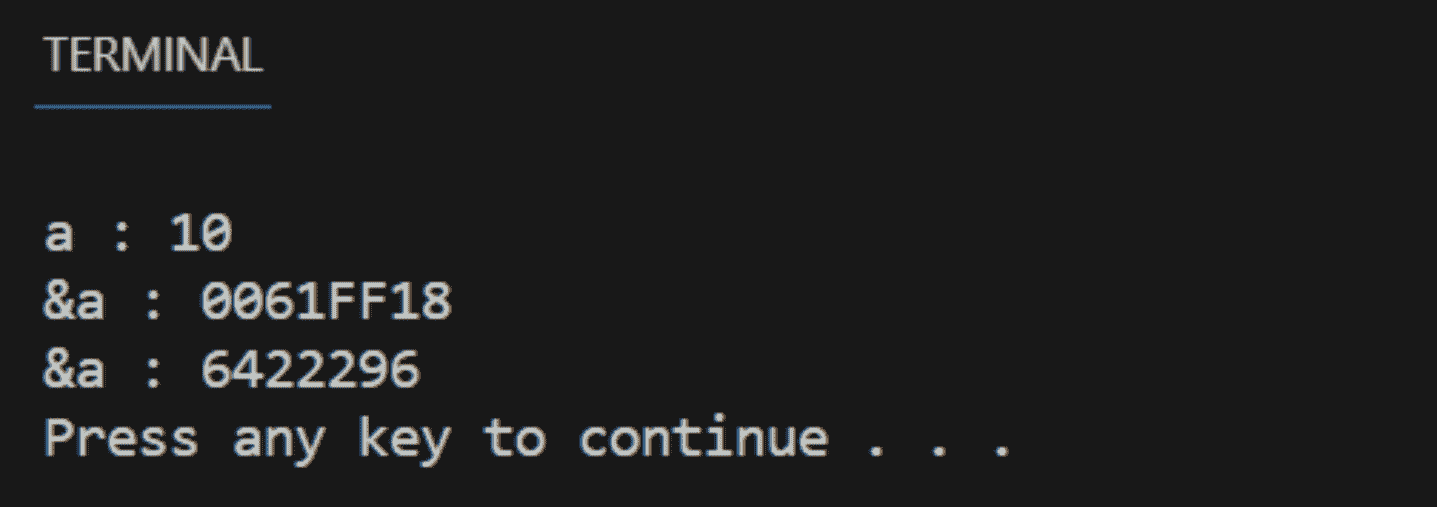 TERMINAL
a : 10
&a : 0061FF18
&a : 6422296
Press any key to continue . . .